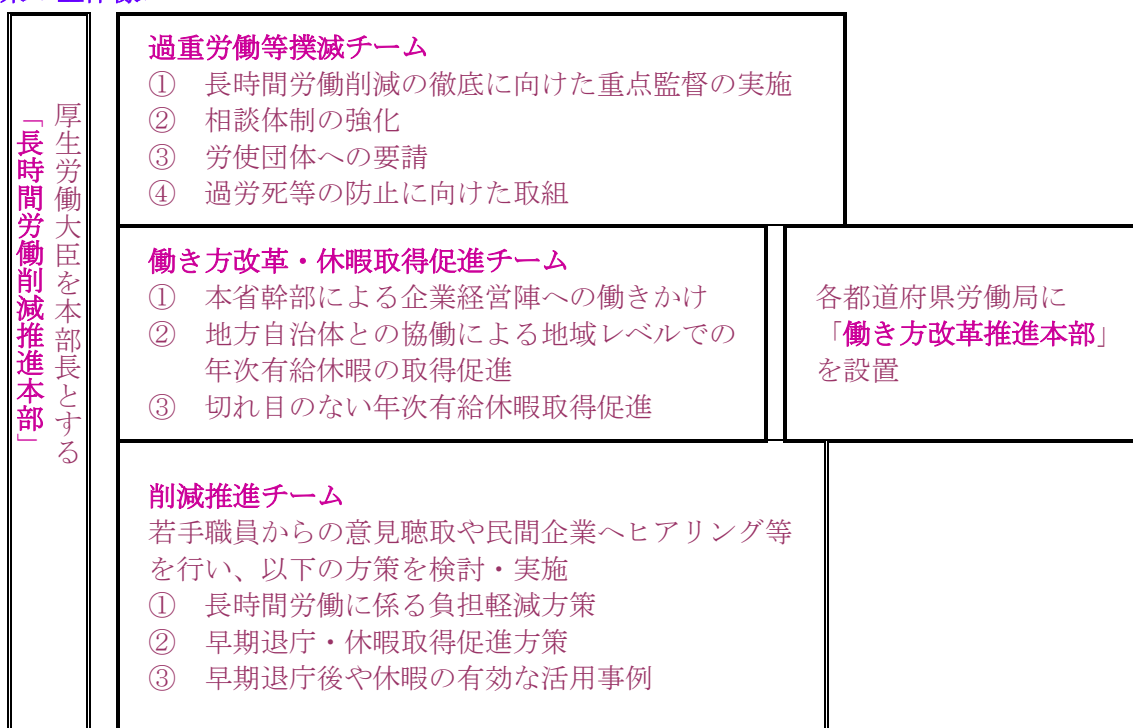 厚生労働大臣を本部長とする
「長時間労働削減推進本部」
過重労働等撲滅チーム
① 長時間労働削減の徹底に向けた重点監督の実施
② 相談体制の強化
③ 労使団体への要請
④ 過労死等の防止に向けた取組
働き方改革・休暇取得促進チーム
① 本省幹部による企業経営陣への働きかけ
② 地方自治体との協働による地域レベルでの
年次有給休暇の取得促進
③ 切れ目のない年次有給休暇取得促進
各都道府県労働局に
「働き方改革推進本部」
を設置
削減推進チーム
若手職員からの意見聴取や民間企業へヒアリング等
を行い、以下の方策を検討・実施
① 長時間労働に係る負担軽減方策
② 早期退庁・休暇取得促進方策
③ 早期退庁後や休暇の有効な活用事例